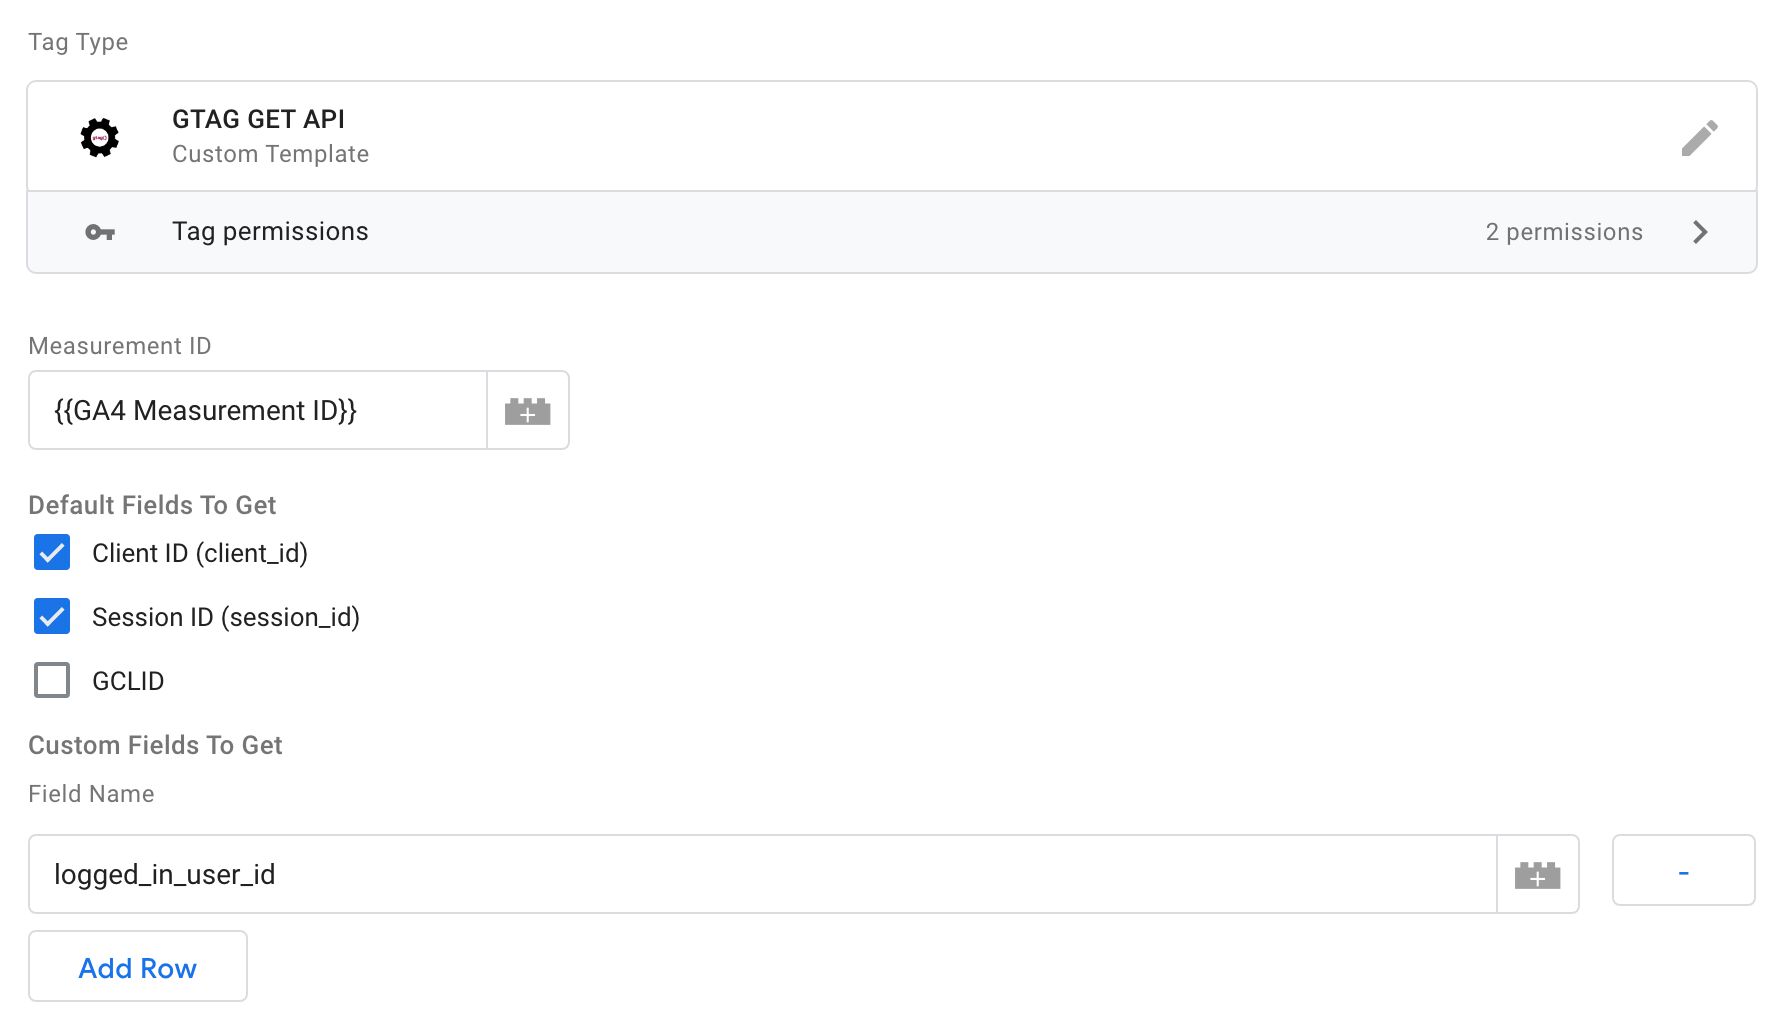 Tag Type
GTAG GET API
Custom Template
Tag permissions
2 permissions
Measurement ID
{{GA4 Measurement ID}}
Default Fields To Get
Client ID (client_id)
Session ID (session_id)
GCLID
Custom Fields To Get
Field Name
logged_in_user_id
-
Add Row